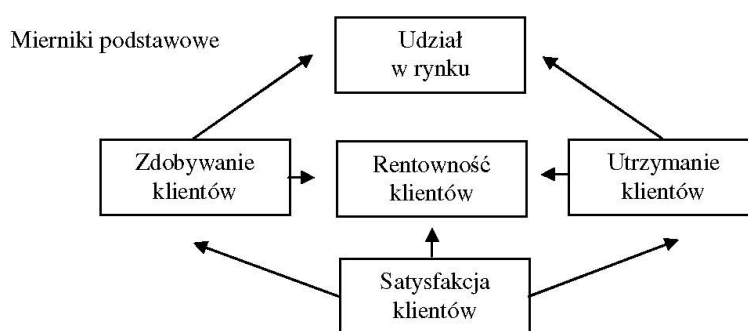 Mierniki podstawowe
Udział
w rynku
Zdobywanie
klientów
Rentowność
klientów
Utrzymanie
klientów
Satysfakcja
klientów